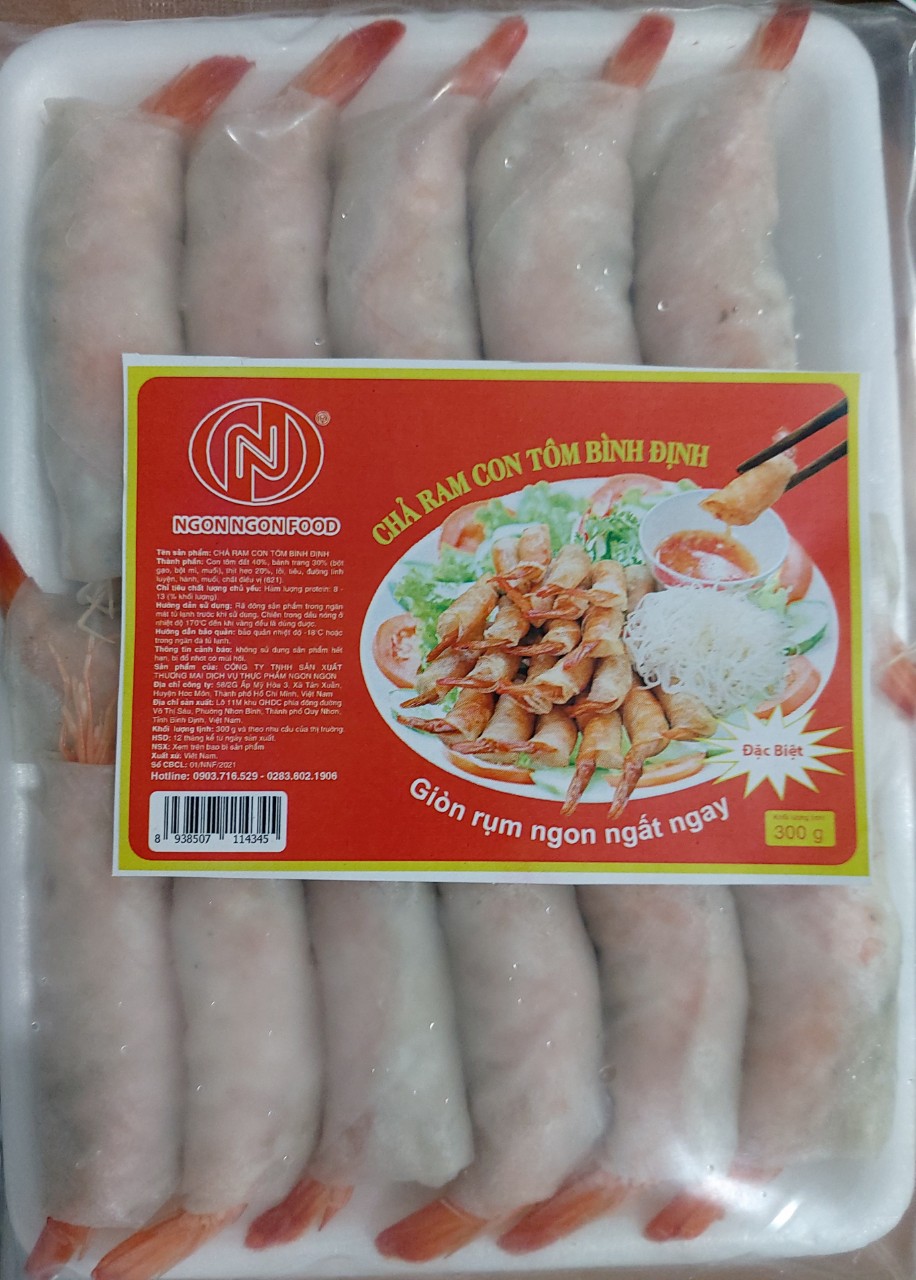 NGON NGON FOOD
®
CHẢ RAM CON TÔM BÌNH ĐỊNH
Tên sản phẩm: CHẢ RAM CON TÔM BÌNH ĐỊNH
Thành phần: Con tôm đất 40%, bánh tráng 30% (bột
gạo, bột mì, muối), thịt heo 20%, tỏi, tiêu, đường tinh
luyện, hành, muối, chất điều vị (621).
Chỉ tiêu chất lượng chủ yếu: Hàm lượng protein: 8 -
13 (% khối lượng)
Hướng dẫn sử dụng: Rã đông sản phẩm trong ngăn
mát tủ lạnh trước khi sử dụng. Chiên trong dầu nóng ở
nhiệt độ 170°C đến khi vàng đều là dùng được.
Hướng dẫn bảo quản: bảo quản nhiệt độ -18°C hoặc
trong ngăn đá tủ lạnh.
Thông tin cảnh báo: không sử dụng sản phẩm hết
hạn, bị đổ nhớt có mùi hôi.
Sản phẩm của: CÔNG TY TNHH SẢN XUẤT
THƯƠNG MẠI DỊCH VỤ THỰC PHẨM NGON NGON
Địa chỉ công ty: 58/2G Ấp Mỹ Hòa 3, Xã Tân Xuân,
Huyện Hóc Môn, Thành phố Hồ Chí Minh, Việt Nam
Địa chỉ sản xuất: Lô 11M khu QHDC phía đông đường
Võ Thị Sáu, Phường Nhơn Bình, Thành phố Quy Nhơn,
Tỉnh Bình Định, Việt Nam.
Khối lượng tịnh: 300 g và theo nhu cầu của thị trường.
HSD: 12 tháng kể từ ngày sản xuất.
NSX: Xem trên bao bì sản phẩm
Xuất xứ: Việt Nam.
Số CBCL: 01/NNF/2021
Hotline: 0903.716.529 - 0283.602.1906
8 938507 114345
Đặc Biệt
Giòn rụm ngon ngất ngay
300 g